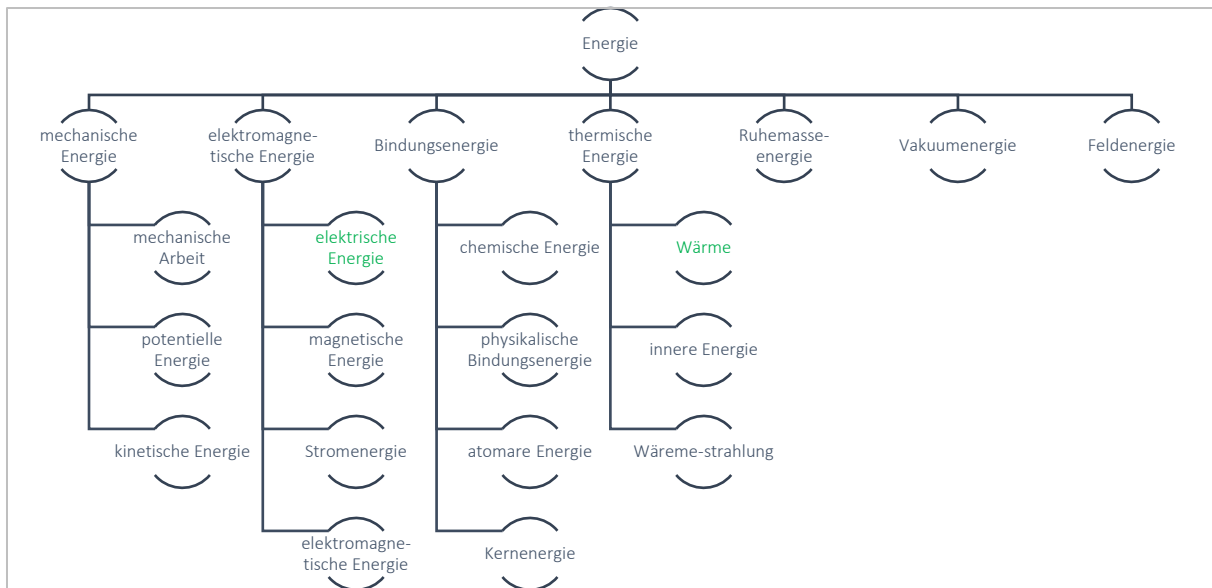 Energie
mechanische
Energie
elektromagne-
tische Energie
Bindungsenergie
thermische
Energie
Ruhemasse-
energie
Vakuumenergie
Feldenergie
mechanische
Arbeit
elektrische
Energie
chemische Energie
Wärme
potentielle
Energie
magnetische
Energie
physikalische
Bindungsenergie
innere Energie
kinetische Energie
Stromenergie
atomare Energie
Wäreme-strahlung
elektromagne-
tische Energie
Kernenergie